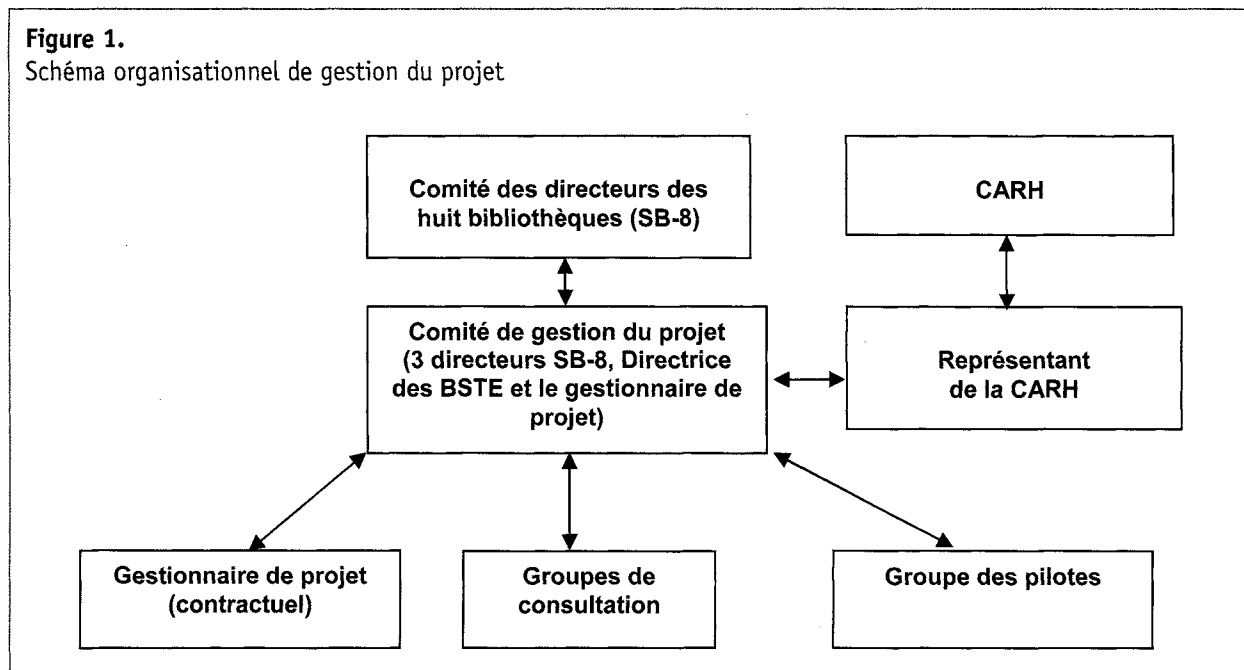 Figure 1.
Schéma organisationnel de gestion du projet
Comité des directeurs des
huit bibliothèques (SB-8)
CARH
Comité de gestion du projet
(3 directeurs SB-8, Directrice
des BSTE et le gestionnaire de
projet)
Représentant
de la CARH
Gestionnaire de projet
(contractuel)
Groupes de
consultation
Groupe des pilotes